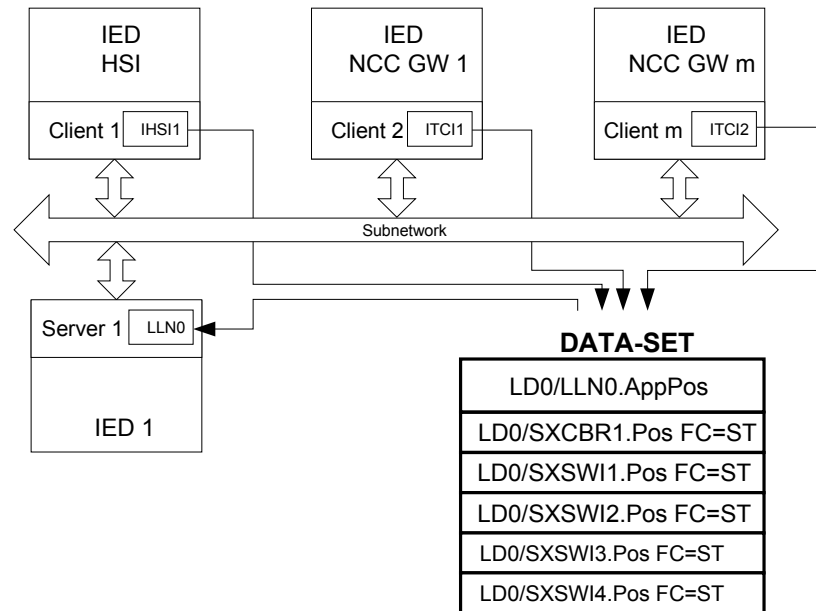 IED
HSI
IED
NCC GW 1
IED
NCC GW m
Client 1
IHSI1
Client 2
ITCI1
Client m
ITCI2
Subnetwork
Server 1
LLN0
IED 1
DATA-SET
LD0/LLN0.AppPos
LD0/SXCBR1.Pos FC=ST
LD0/SXSWI1.Pos FC=ST
LD0/SXSWI2.Pos FC=ST
LD0/SXSWI3.Pos FC=ST
LD0/SXSWI4.Pos FC=ST